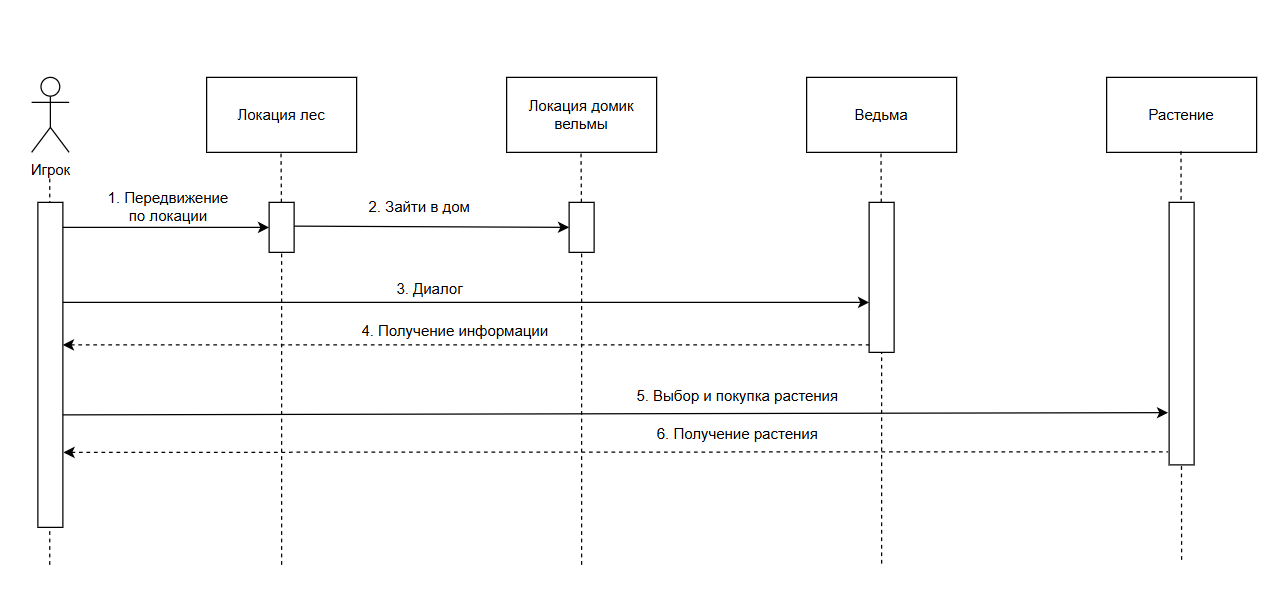 Игрок
Локация лес
Локация домик
вельмы
Ведьма
Растение
1. Передвижение
по локации
2. Зайти в дом
3. Диалог
4. Получение информации
5. Выбор и покупка растения
6. Получение растения